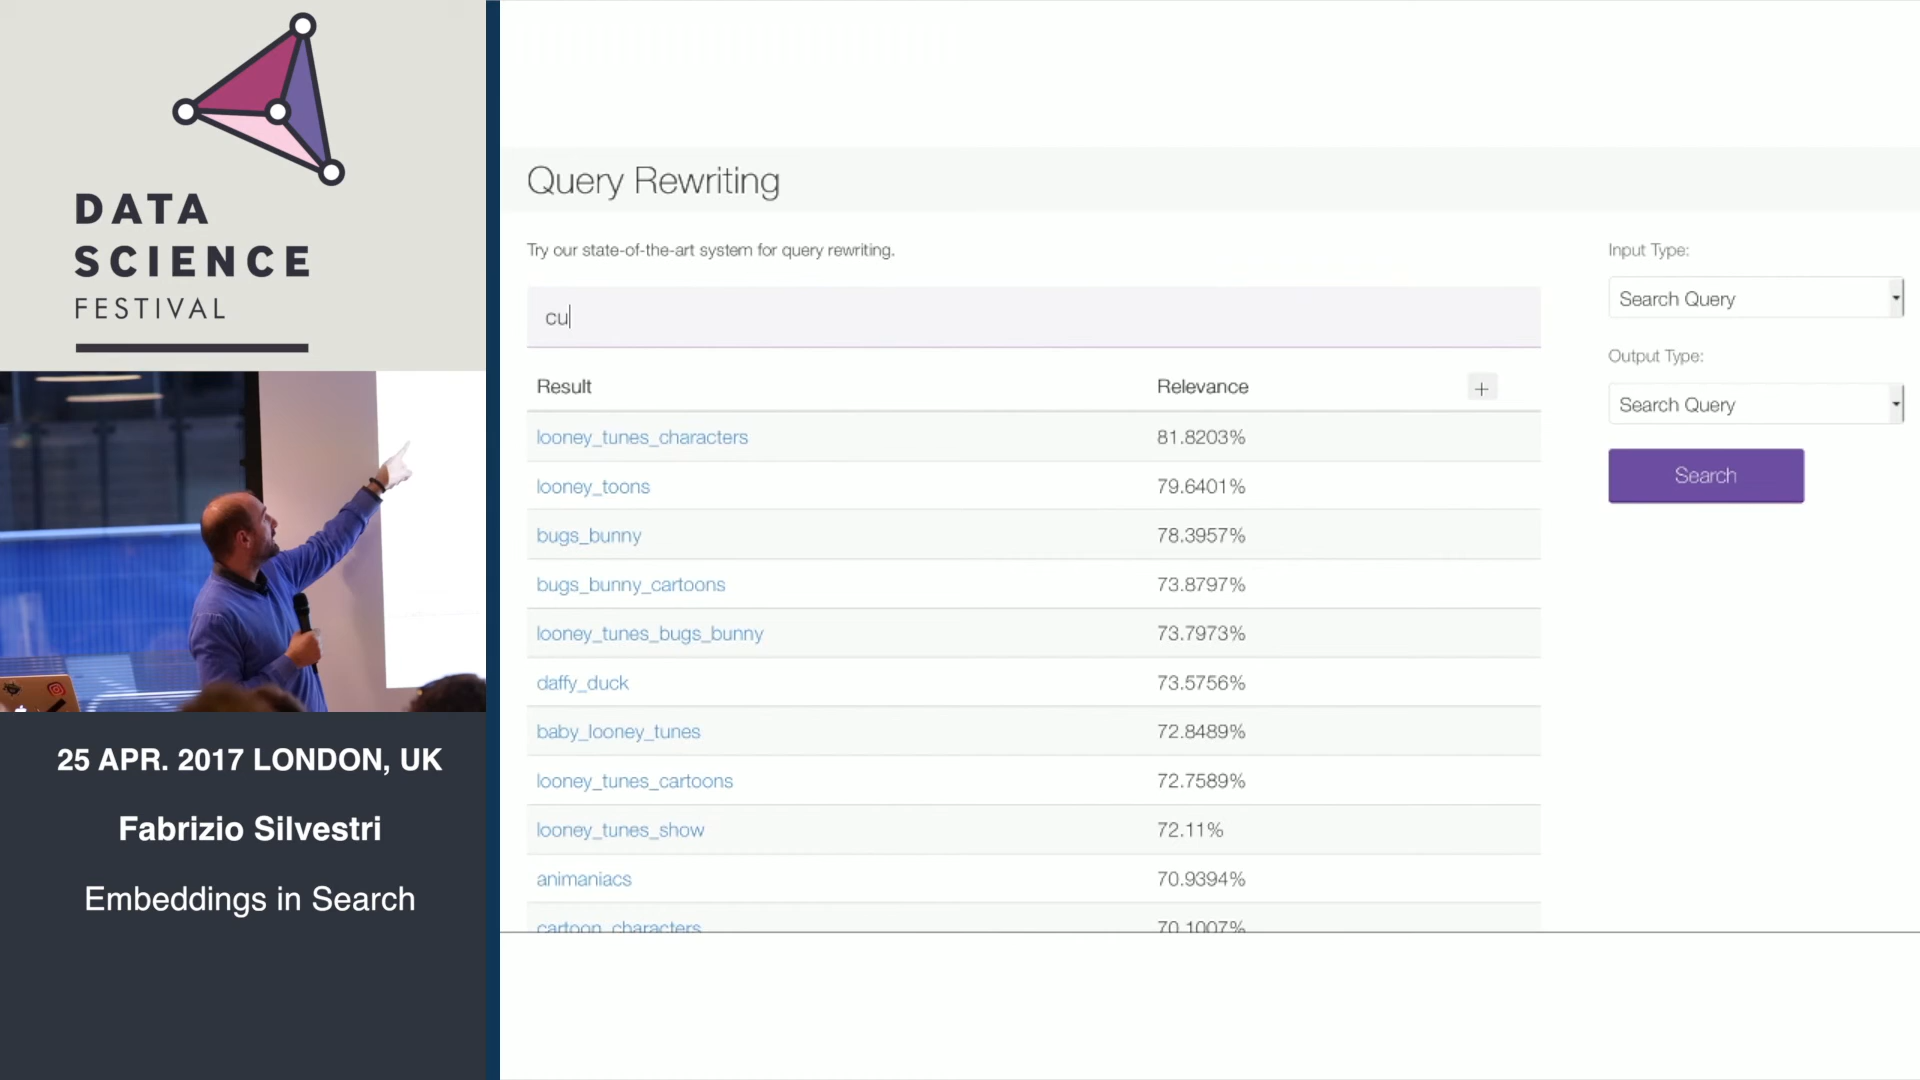 DATA
SCIENCE
FESTIVAL
25 APR. 2017 LONDON, UK
Fabrizio Silvestri
Embeddings in Search
Query Rewriting
Try our state-of-the-art system for query rewriting.
cu
Result Relevance +
looney_tunes_characters 81.8203%
looney_toons 79.6401%
bugs_bunny 78.3957%
bugs_bunny_cartoons 73.8797%
looney_tunes_bugs_bunny 73.7973%
daffy_duck 73.5756%
baby_looney_tunes 72.8489%
looney_tunes_cartoons 72.7589%
looney_tunes_show 72.11%
animaniacs 70.9394%
cartoon_characters 70.1007%
Input Type:
Search Query
Output Type:
Search Query
Search